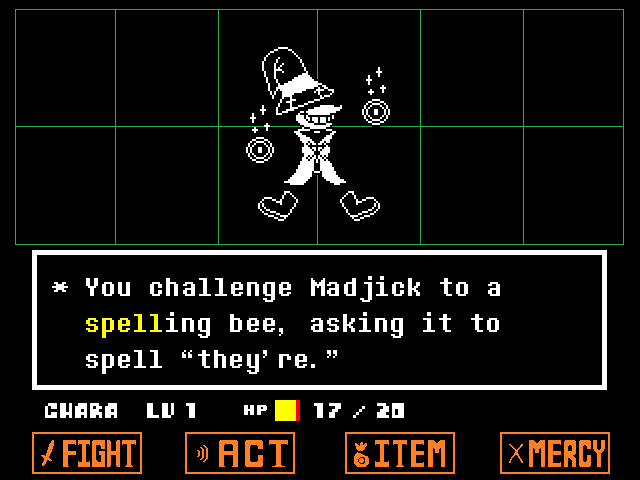 * You challenge Madjick to a
spelling bee, asking it to
spell “they're.”
CHARA LV 1 HP 17 / 20
FIGHT ACT ITEM MERCY